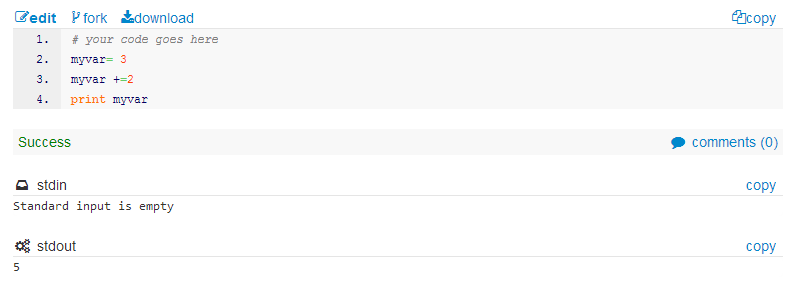 edit fork download copy
1. # your code goes here
2. myvar= 3
3. myvar +=2
4. print myvar
Success comments (0)
stdin copy
Standard input is empty
stdout copy
5